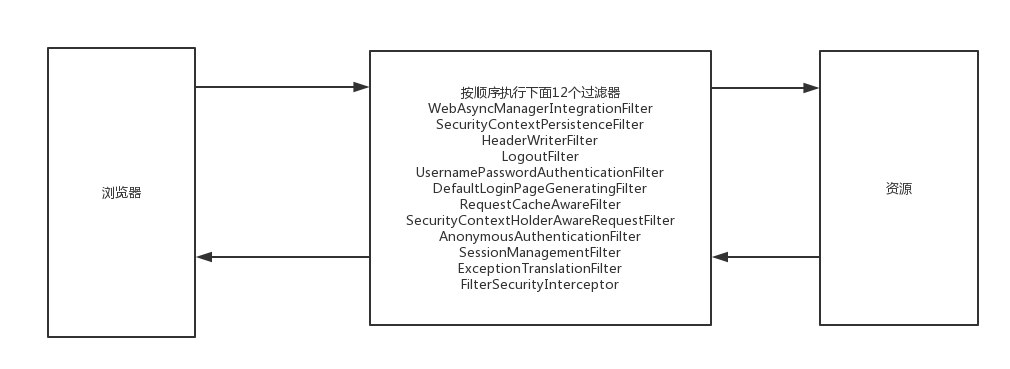 浏览器
按顺序执行下面12个过滤器
WebAsyncManagerIntegrationFilter
SecurityContextPersistenceFilter
HeaderWriterFilter
LogoutFilter
UsernamePasswordAuthenticationFilter
DefaultLoginPageGeneratingFilter
RequestCacheAwareFilter
SecurityContextHolderAwareRequestFilter
AnonymousAuthenticationFilter
SessionManagementFilter
ExceptionTranslationFilter
FilterSecurityInterceptor
资源